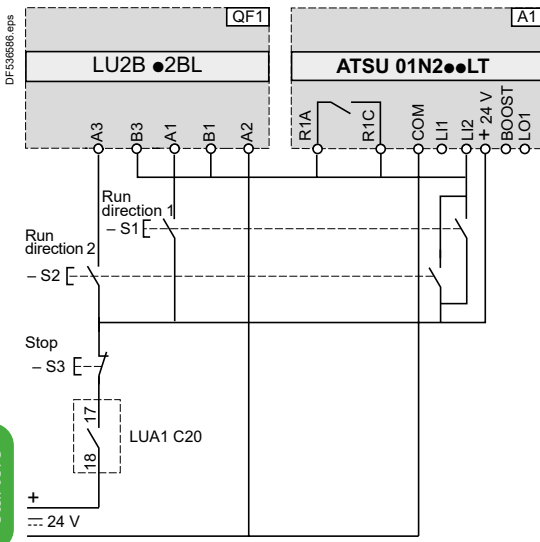 DF536586.eps
QF1
A1
LU2B ●2BL
ATSU 01N2●●LT
A3
B3
A1
B1
A2
R1A
R1C
COM
LI1
LI2
+ 24 V
BOOST
LO1
Run
direction 1
– S1
Run
direction 2
– S2
Stop
– S3
17
18
LUA1 C20
+
24 V